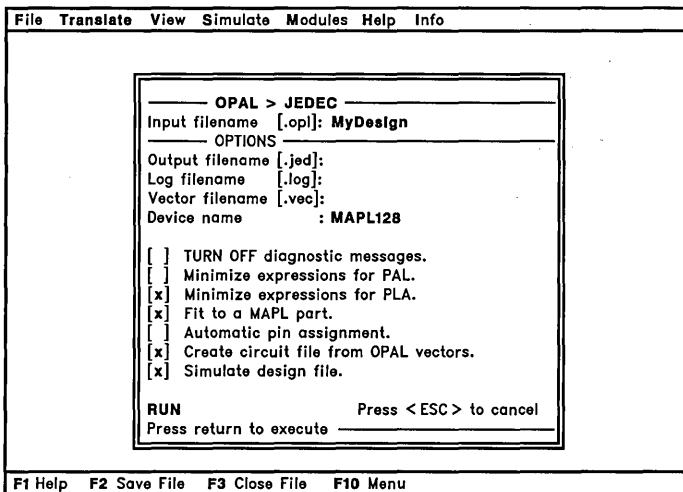 File Translate View Simulate Modules Help Info
OPAL > JEDEC
Input filename [.opl]: MyDesign
OPTIONS
Output filename [.jed]:
Log filename [.log]:
Vector filename [.vec]:
Device name : MAPL128
[ ] TURN OFF diagnostic messages.
[ ] Minimize expressions for PAL.
[x] Minimize expressions for PLA.
[x] Fit to a MAPL part.
[ ] Automatic pin assignment.
[x] Create circuit file from OPAL vectors.
[x] Simulate design file.
RUN Press <ESC> to cancel
Press return to execute
F1 Help F2 Save File F3 Close File F10 Menu